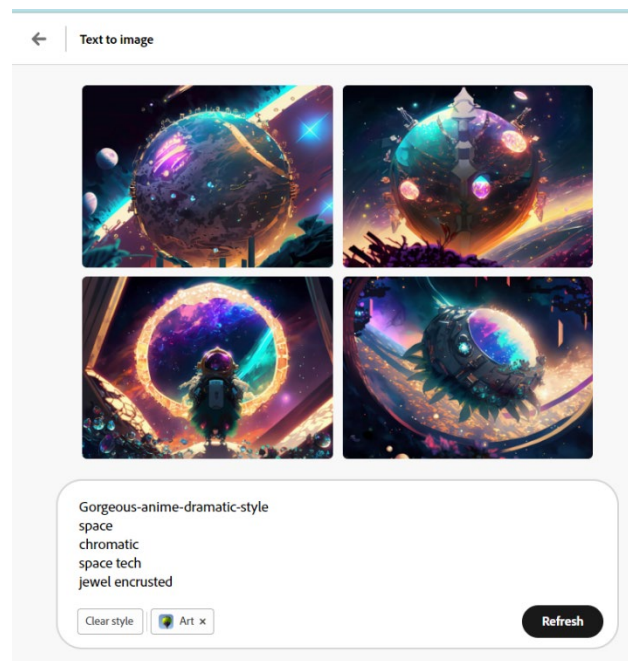 Text to image
Gorgeous-anime-dramatic-style
space
chromatic
space tech
jewel encrusted
Clear style
Art ×
Refresh